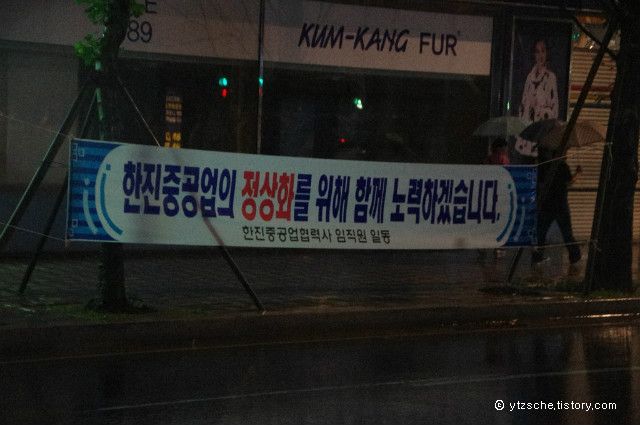 89
KUM-KANG FUR
한진중공업의 정상화를 위해 함께 노력하겠습니다.
한진중공업협력사 임직원 일동
© ytzsche.tistory.com